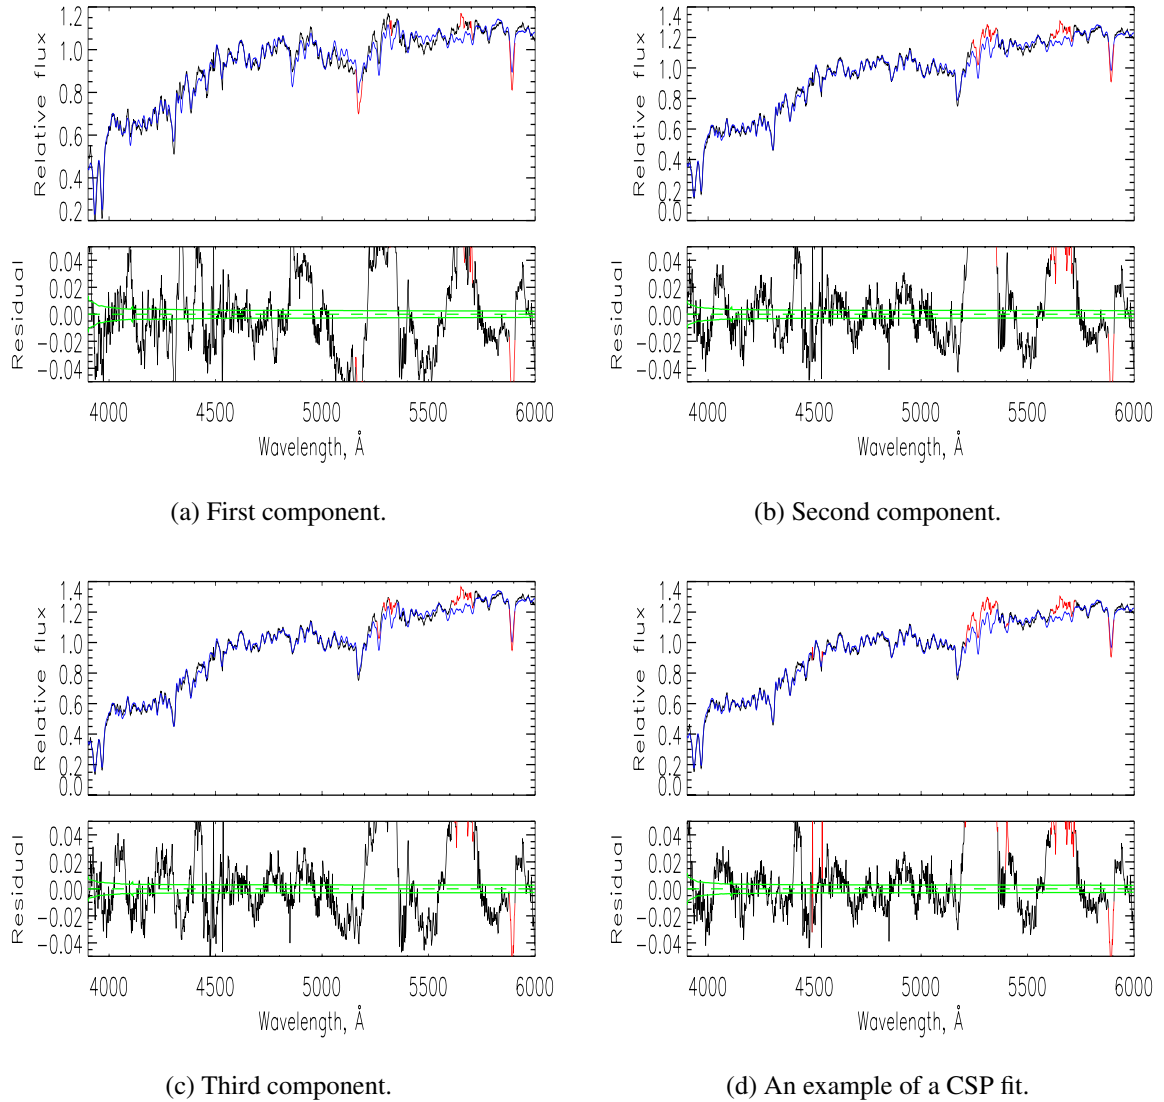 1.2
1.0
0.8
0.6
0.4
0.2
Relative flux
0.04
0.02
0.00
-0.02
-0.04
Residual
4000 4500 5000 5500 6000
Wavelength, Å
(a) First component.
1.4
1.2
1.0
0.8
0.6
0.4
0.2
0.0
Relative flux
0.04
0.02
0.00
-0.02
-0.04
Residual
4000 4500 5000 5500 6000
Wavelength, Å
(b) Second component.
1.4
1.2
1.0
0.8
0.6
0.4
0.2
0.0
Relative flux
0.04
0.02
0.00
-0.02
-0.04
Residual
4000 4500 5000 5500 6000
Wavelength, Å
(c) Third component.
1.4
1.2
1.0
0.8
0.6
0.4
0.2
0.0
Relative flux
0.04
0.02
0.00
-0.02
-0.04
Residual
4000 4500 5000 5500 6000
Wavelength, Å
(d) An example of a CSP fit.